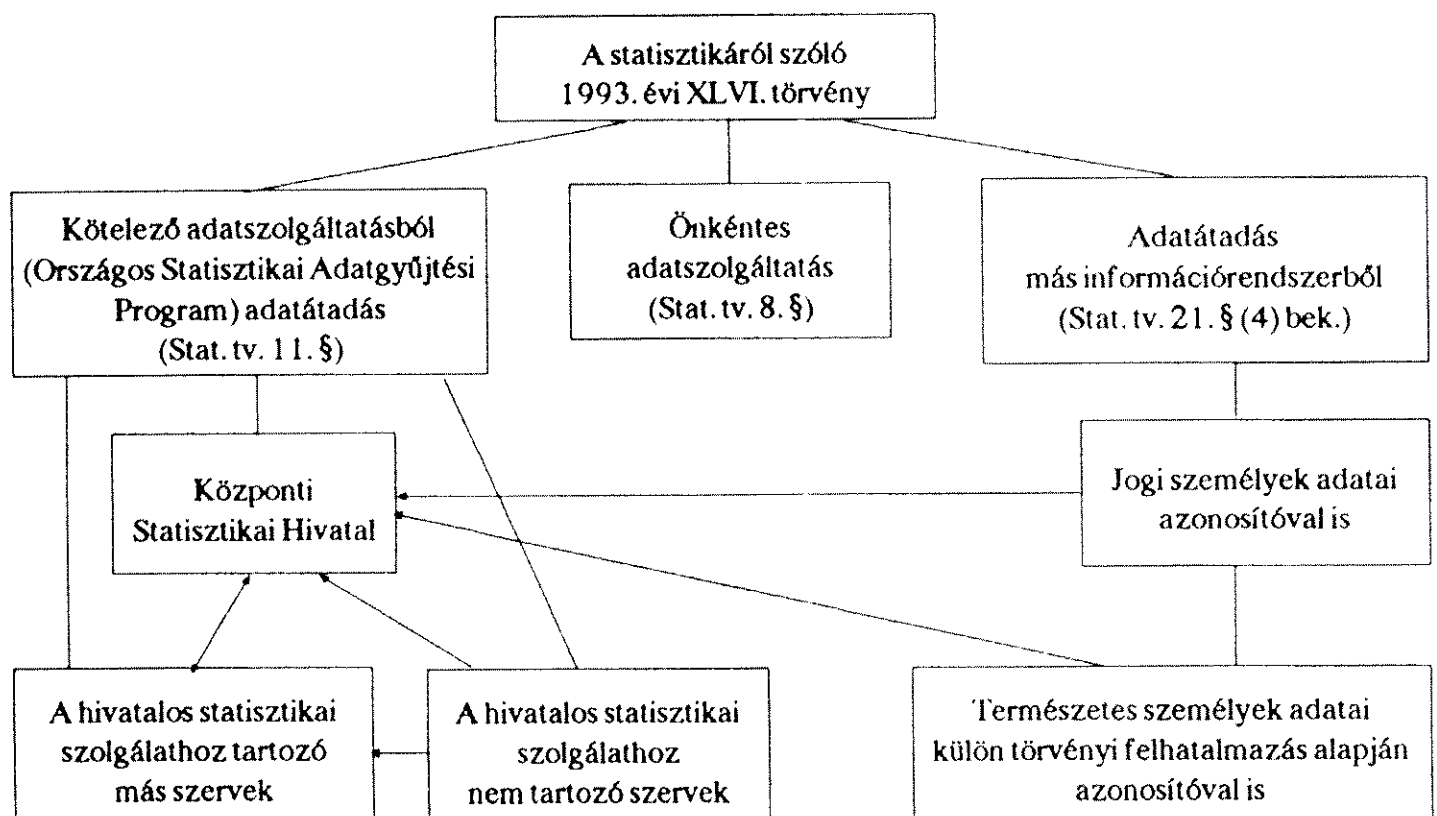 A statisztikáról szóló
1993. évi XLVI. törvény
Kötelező adatszolgáltatásból
(Országos Statisztikai Adatgyűjtési
Program) adatátadás
(Stat. tv. 11. §)
Önkéntes
adatszolgáltatás
(Stat. tv. 8. §)
Adatátadás
más információrendszerből
(Stat. tv. 21. § (4) bek.)
Központi
Statisztikai Hivatal
Jogi személyek adatai
azonosítóval is
A hivatalos statisztikai
szolgálathoz tartozó
más szervek
A hivatalos statisztikai
szolgálathoz
nem tartozó szervek
Természetes személyek adatai
külön törvényi felhatalmazás alapján
azonosítóval is